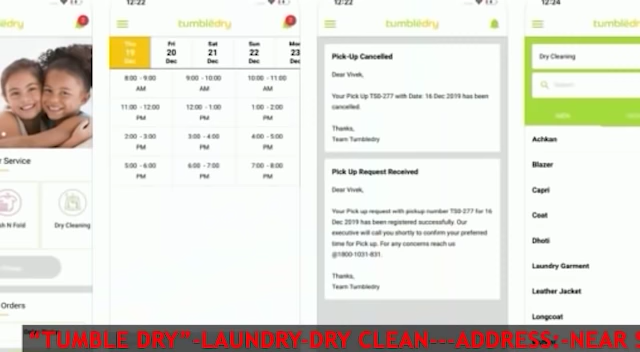 12:22
12:22
12:24
tumbledry
tumbledry
tumb
r Service
sh N Fold
Dry Cleaning
Orders
Thu
19
Dec
Fri
20
Dec
Sat
21
Dec
Sun
22
Dec
Mon
23
Dec
8:00 - 9:00
AM
9:00 - 10:00
AM
10:00 - 11:00
AM
11:00 - 12:00
PM
12:00 - 1:00
PM
1:00 - 2:00
PM
2:00 - 3:00
PM
3:00 - 4:00
PM
4:00 - 5:00
PM
5:00 - 6:00
PM
6:00 - 7:00
PM
7:00 - 8:00
PM
Pick-Up Cancelled
Dear Vivek,
Your Pick Up T50-277 with Date: 16 Dec 2019 has been
cancelled.
Thanks,
Team Tumbledry
Pick Up Request Received
Dear Vivek,
Your Pick up request with pickup number T50-277 for 16
Dec 2019 has been registered successfully. Our
executive will call you shortly to confirm your preferred
time for Pick up. For any concerns reach us
@1800-1031-831.
Thanks,
Team Tumbledry
Dry Cleaning
Search
Achkan
Blazer
Capri
Coat
Dhoti
Laundry Garment
Leather Jacket
Longcoat
"TUMBLE DRY"-LAUNDRY-DRY CLEAN---ADDRESS:-NEAR